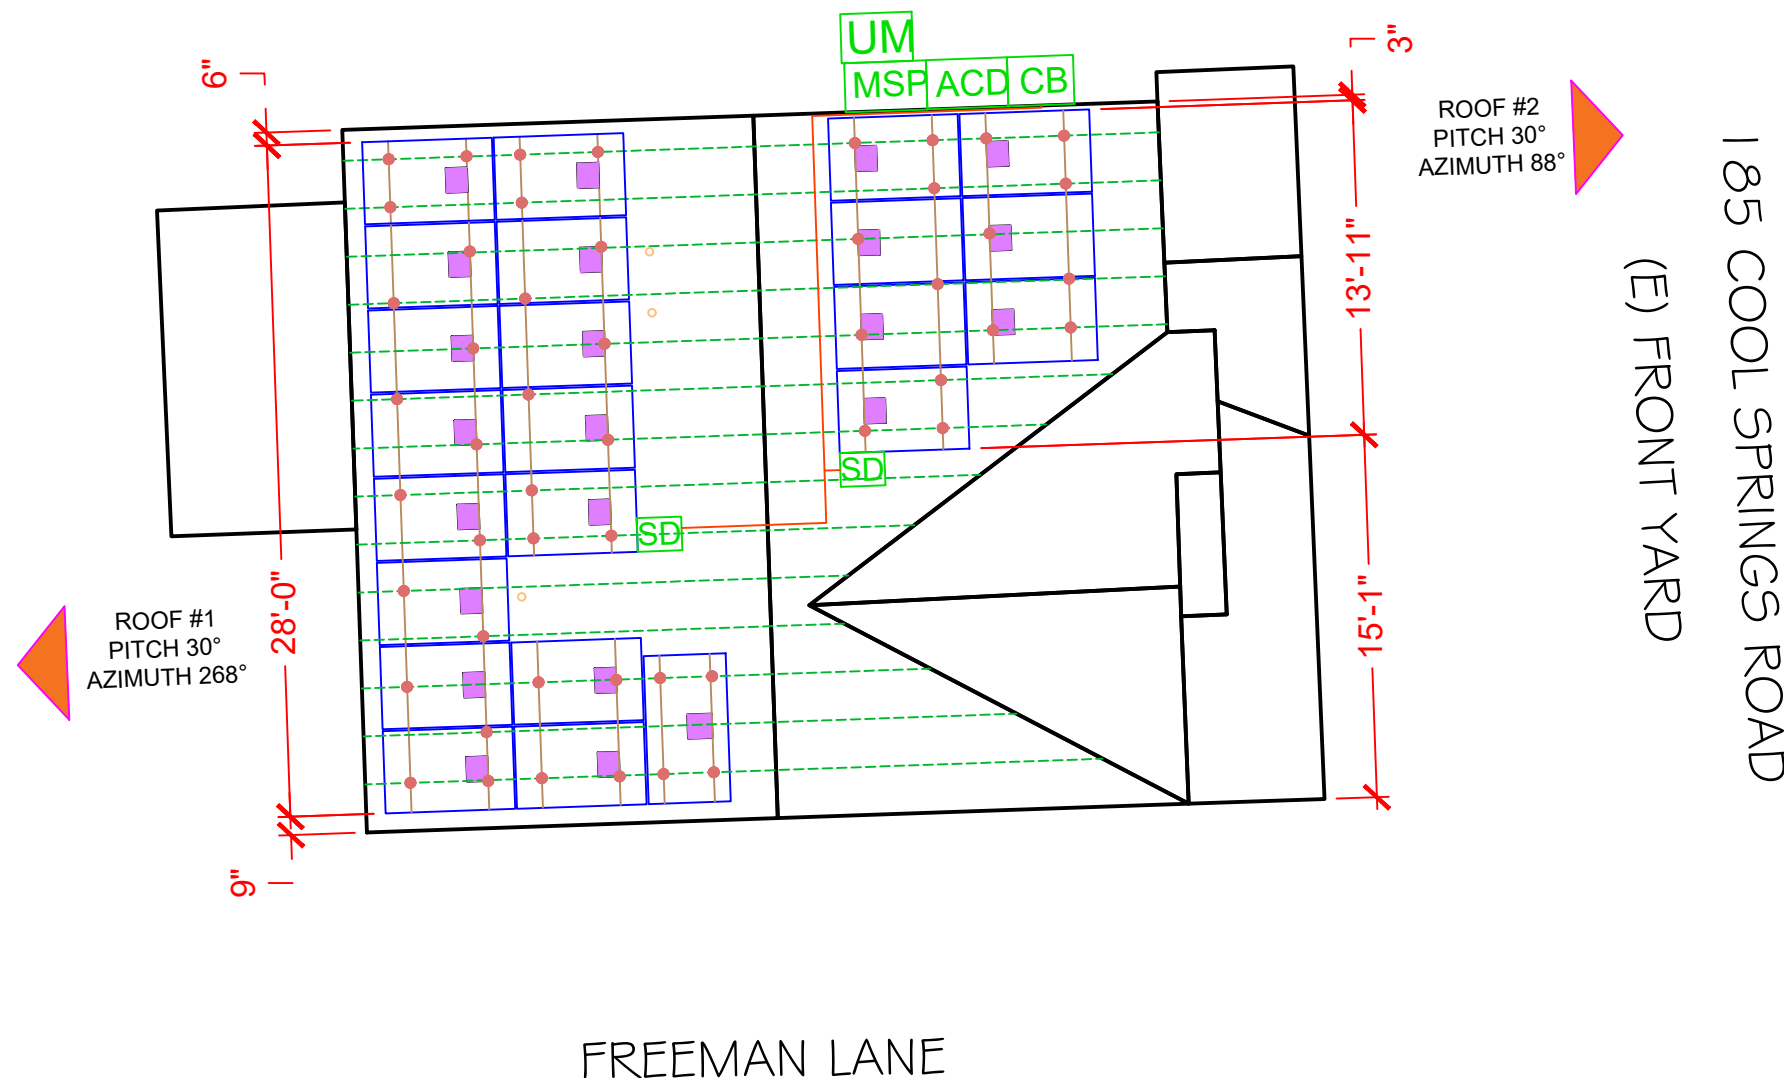 UM
MSP ACD CB
6"
3"
ROOF #2
PITCH 30°
AZIMUTH 88°
185 COOL SPRINGS ROAD
(E) FRONT YARD
13'-11"
SD
SD
28'-0"
15'-1"
ROOF #1
PITCH 30°
AZIMUTH 268°
9"
FREEMAN LANE